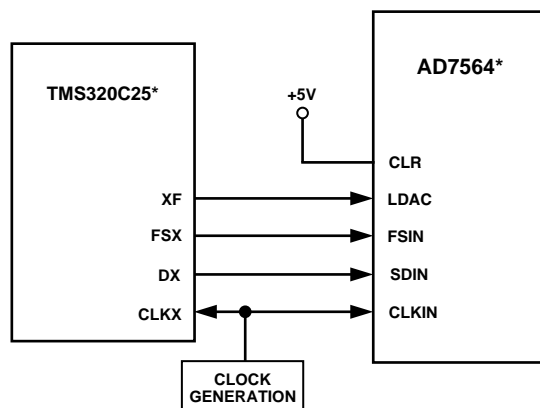 TMS320C25*
XF
FSX
DX
CLKX
+5V
AD7564*
CLR
LDAC
FSIN
SDIN
CLKIN
CLOCK
GENERATION